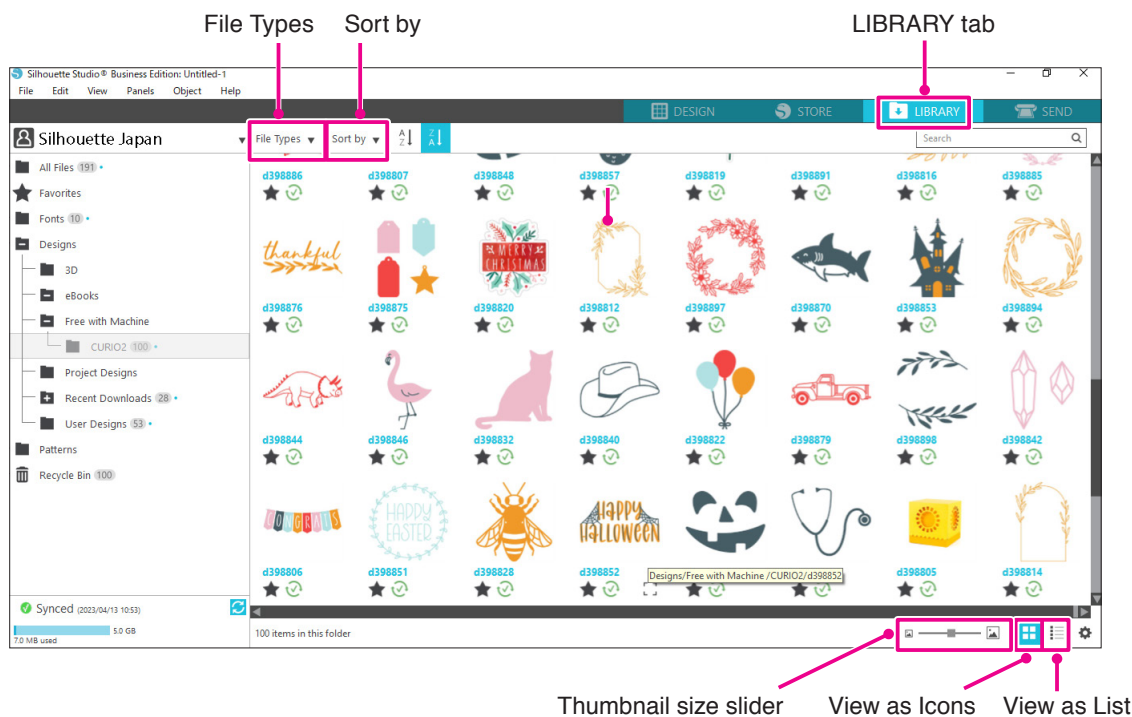 File Types Sort by LIBRARY tab
Silhouette Studio® Business Edition: Untitled-1
File Edit View Panels Object Help
DESIGN STORE LIBRARY SEND
Silhouette Japan File Types Sort by A Z Z A Search
All Files 191
Favorites
Fonts 10
Designs
3D
eBooks
Free with Machine
CURIO2 100
Project Designs
Recent Downloads 28
User Designs 53
Patterns
Recycle Bin 100
d398886 d398807 d398848 d398857 d398819 d398891 d398816 d398885
thankful
MERRY
CHRISTMAS
d398876 d398875 d398820 d398812 d398897 d398870 d398853 d398894
d398844 d398846 d398832 d398840 d398822 d398879 d398898 d398842
CONGRATS
HAPPY
EASTER
HAPPY
HALLOWEEN
d398806 d398851 d398828 d398852 d398805 d398814
Designs/Free with Machine /CURIO2/d398852
Synced (2023/04/13 10:53)
5.0 GB
7.0 MB used
100 items in this folder
Thumbnail size slider View as Icons View as List